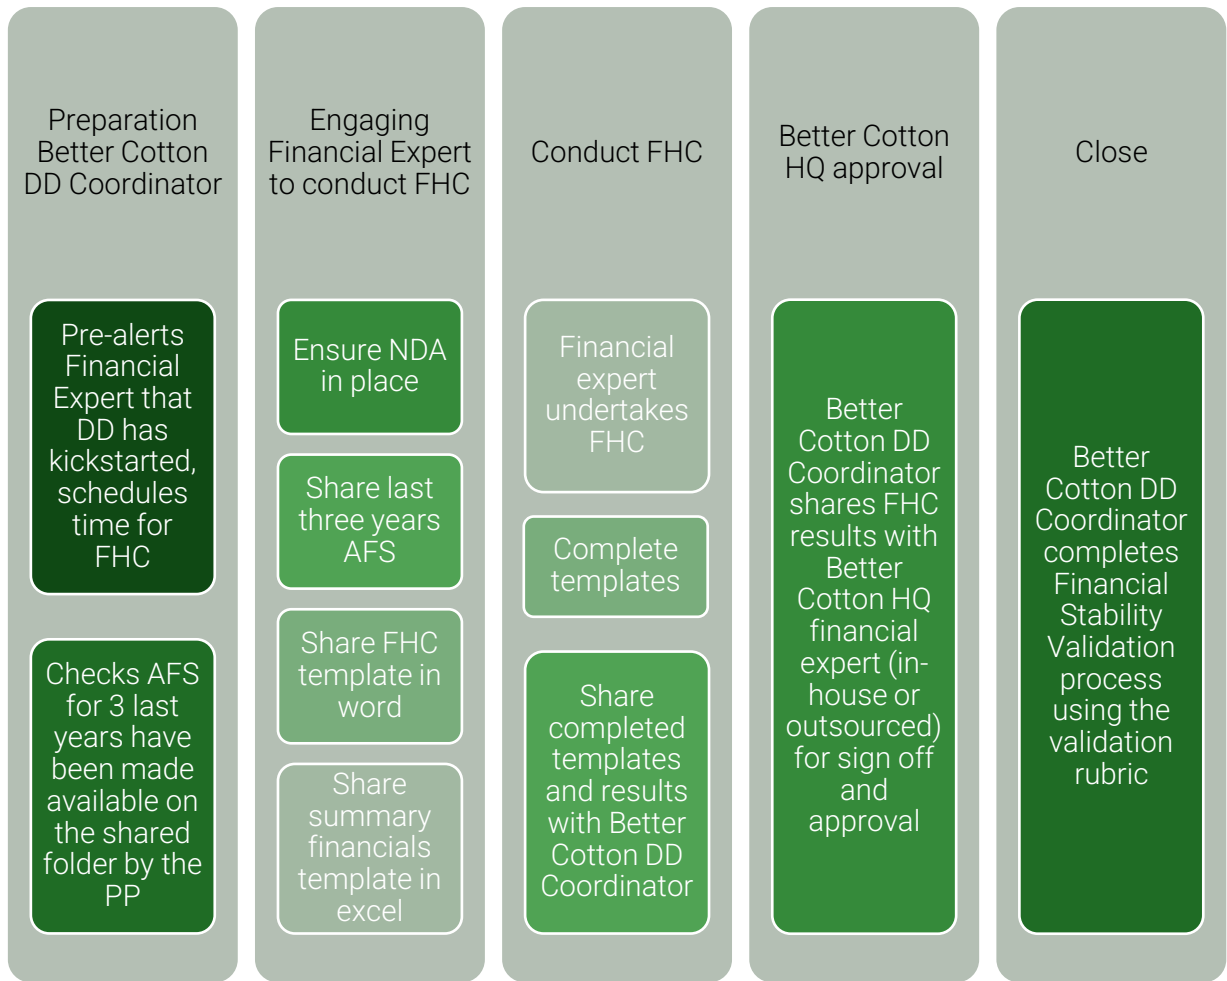 Preparation
Better Cotton
DD Coordinator
Pre-alerts
Financial
Expert that
DD has
kickstarted,
schedules
time for
FHC
Checks AFS
for 3 last
years have
been made
available on
the shared
folder by the
PP
Engaging
Financial Expert
to conduct FHC
Ensure NDA
in place
Share last
three years
AFS
Share FHC
template in
word
Share
summary
financials
template in
excel
Conduct FHC
Financial
expert
undertakes
FHC
Complete
templates
Share
completed
templates
and results
with Better
Cotton DD
Coordinator
Better Cotton
HQ approval
Better
Cotton DD
Coordinator
shares FHC
results with
Better
Cotton HQ
financial
expert (in-
house or
outsourced)
for sign off
and
approval
Close
Better
Cotton DD
Coordinator
completes
Financial
Stability
Validation
process
using the
validation
rubric